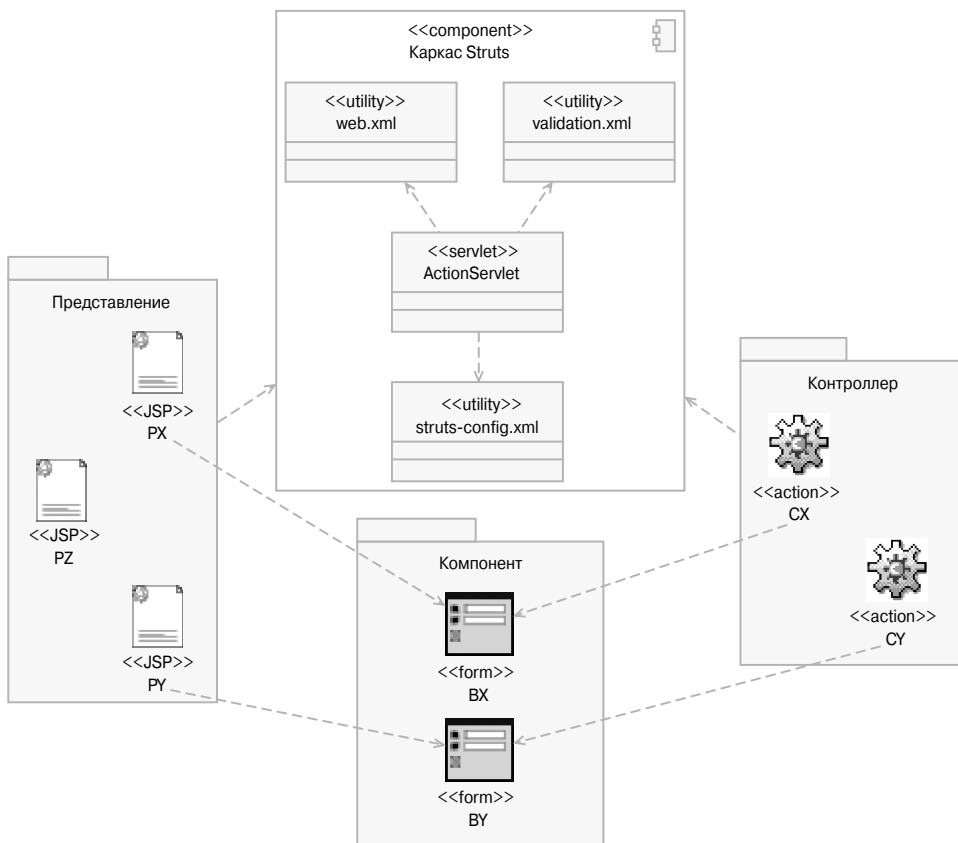 <<component>>
Каркас Struts
<<utility>>
web.xml
<<utility>>
validation.xml
<<servlet>>
ActionServlet
<<utility>>
struts-config.xml
Представление
<<JSP>>
PX
<<JSP>>
PZ
<<JSP>>
PY
Контроллер
<<action>>
CX
<<action>>
CY
Компонент
<<form>>
BX
<<form>>
BY